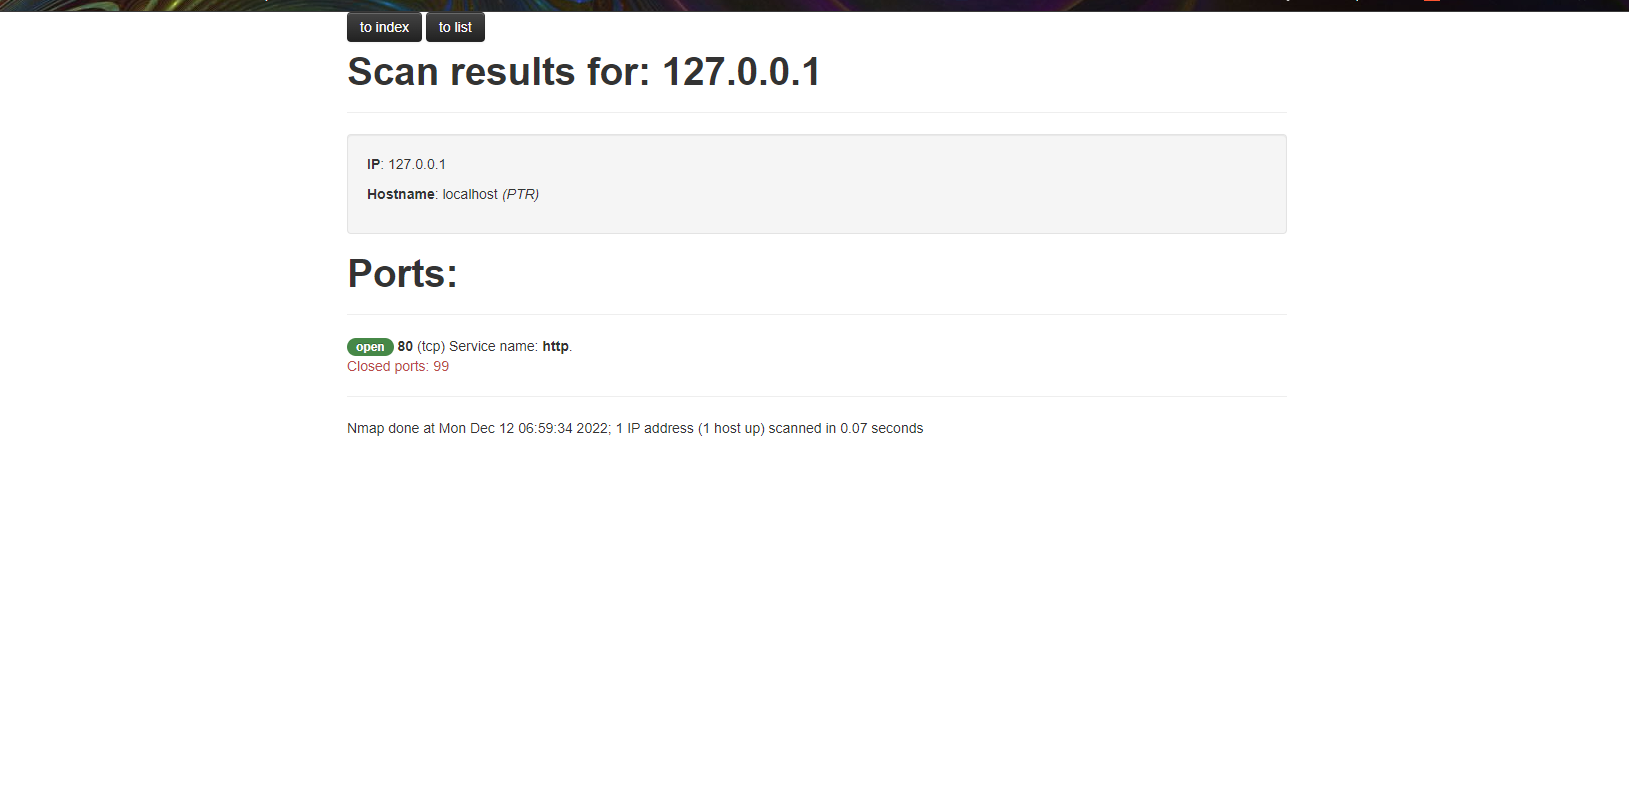 to index to list
Scan results for: 127.0.0.1
IP: 127.0.0.1
Hostname: localhost (PTR)
Ports:
open 80 (tcp) Service name: http.
Closed ports: 99
Nmap done at Mon Dec 12 06:59:34 2022; 1 IP address (1 host up) scanned in 0.07 seconds